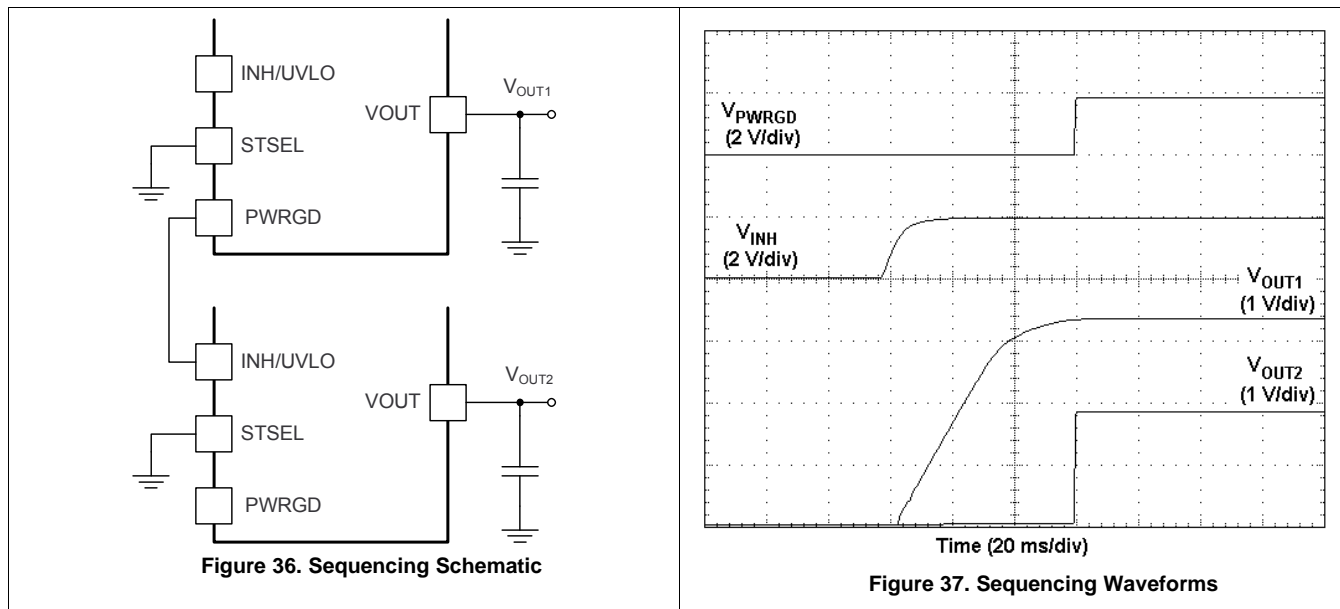 INH/UVLO
STSEL
PWRGD
VOUT
VOUT1
INH/UVLO
STSEL
PWRGD
VOUT
VOUT2
Figure 36. Sequencing Schematic
VPWRGD
(2 V/div)
VINH
(2 V/div)
VOUT1
(1 V/div)
VOUT2
(1 V/div)
Time (20 ms/div)
Figure 37. Sequencing Waveforms